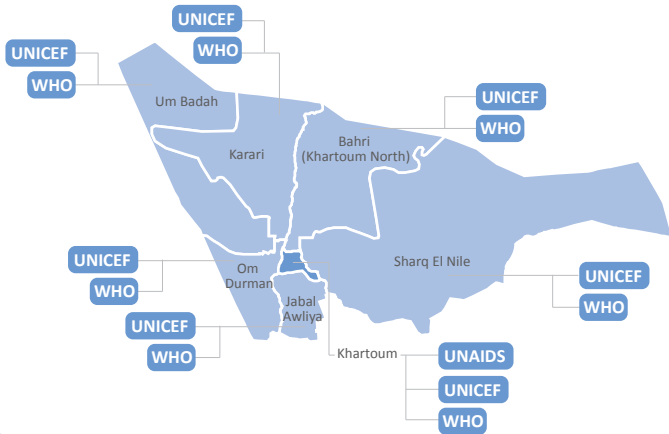 UNICEF
WHO
UNICEF
WHO
Um Badah
UNICEF
WHO
Karari
Bahri
(Khartoum North)
UNICEF
WHO
Om
Durman
Sharq El Nile
UNICEF
WHO
Jabal
Awliya
UNICEF
WHO
Khartoum
UNAIDS
UNICEF
WHO